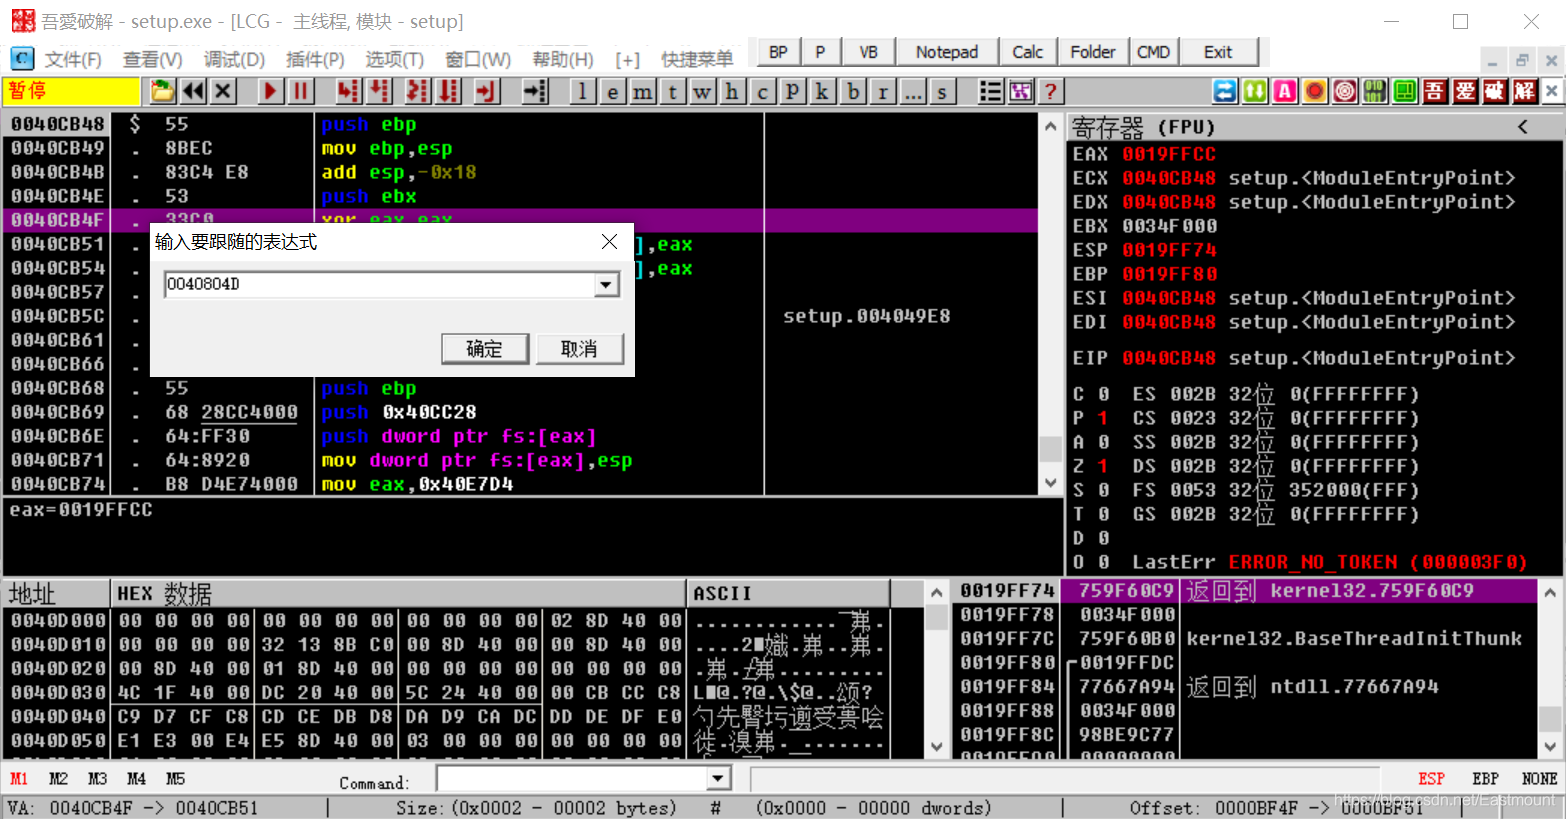 吾愛破解 - setup.exe - [LCG - 主线程, 模块 - setup]
文件(F) 查看(V) 调试(D) 插件(P) 选项(T) 窗口(W) 帮助(H) [+] 快捷菜单 BP P VB Notepad Calc Folder CMD Exit
暂停 l e m t w h c P k b r ... s ? A 吾 爱 破 解
0040CB48 $ 55 push ebp
0040CB49 . 8BEC mov ebp,esp
0040CB4B . 83C4 E8 add esp,-0x18
0040CB4E . 53 push ebx
0040CB4F . 33C0 xor eax,eax
0040CB51 . ],eax
0040CB54 . ],eax
0040CB57 .
0040CB5C . setup.004049E8
0040CB61 .
0040CB66 .
0040CB68 . 55 push ebp
0040CB69 . 68 28CC4000 push 0x40CC28
0040CB6E . 64:FF30 push dword ptr fs:[eax]
0040CB71 . 64:8920 mov dword ptr fs:[eax],esp
0040CB74 . B8 D4E74000 mov eax,0x40E7D4
输入要跟随的表达式
0040804D
确定 取消
eax=0019FFCC
寄存器 (FPU) <
EAX 0019FFCC
ECX 0040CB48 setup.<ModuleEntryPoint>
EDX 0040CB48 setup.<ModuleEntryPoint>
EBX 0034F000
ESP 0019FF74
EBP 0019FF80
ESI 0040CB48 setup.<ModuleEntryPoint>
EDI 0040CB48 setup.<ModuleEntryPoint>
EIP 0040CB48 setup.<ModuleEntryPoint>
C 0 ES 002B 32位 0(FFFFFFFF)
P 1 CS 0023 32位 0(FFFFFFFF)
A 0 SS 002B 32位 0(FFFFFFFF)
Z 1 DS 002B 32位 0(FFFFFFFF)
S 0 FS 0053 32位 352000(FFF)
T 0 GS 002B 32位 0(FFFFFFFF)
D 0
O 0 LastErr ERROR_NO_TOKEN (000003F0)
地址 HEX 数据 ASCII
0040D000 00 00 00 00 00 00 00 00 00 00 00 00 02 8D 40 00
0040D010 00 00 00 00 32 13 8B C0 00 8D 40 00 00 8D 40 00
0040D020 00 8D 40 00 01 8D 40 00 00 00 00 00 00 00 00 00
0040D030 4C 1F 40 00 DC 20 40 00 5C 24 40 00 00 CB CC C8 L■@.?@.\$@..颂?
0040D040 C9 D7 CF C8 CD CE DB D8 DA D9 CA DC DD DE DF E0
0040D050 E1 E3 00 E4 E5 8D 40 00 03 00 00 00 00 00 00 00
0019FF74 759F60C9 返回到 kernel32.759F60C9
0019FF78 0034F000
0019FF7C 759F60B0 kernel32.BaseThreadInitThunk
0019FF80 0019FFDC
0019FF84 77667A94 返回到 ntdll.77667A94
0019FF88 0034F000
0019FF8C 98BE9C77
M1 M2 M3 M4 M5 Command: ESP EBP NONE
VA: 0040CB4F -> 0040CB51 Size:(0x0002 - 00002 bytes) # (0x0000 - 00000 dwords) Offset: 0000BF4F -> 0000BF51
https://blog.csdn.net/Eastmount